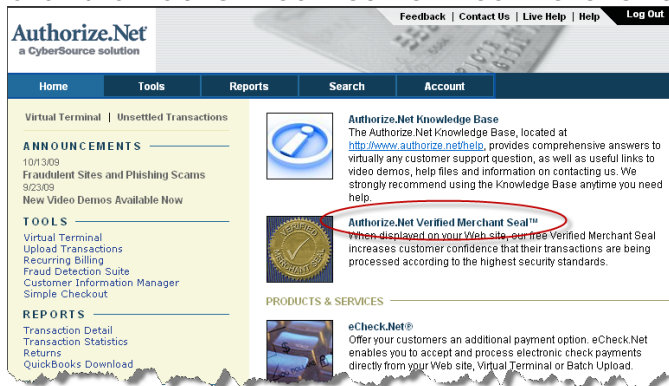 Feedback | Contact Us | Live Help | Help
Log Out
Authorize.Net
a CyberSource solution
Home
Tools
Reports
Search
Account
Virtual Terminal | Unsettled Transactions
ANNOUNCEMENTS
10/13/09
Fraudulent Sites and Phishing Scams
9/23/09
New Video Demos Available Now
TOOLS
Virtual Terminal
Upload Transactions
Recurring Billing
Fraud Detection
Suite
Customer Information Manager
Simple Checkout
REPORTS
Transaction Detail
Transaction Statistics
Returns
QuickBooks Download
Authorize.Net Knowledge Base
The Authorize.Net Knowledge Base, located at
http://www.authorize.net/help, provides comprehensive answers to
virtually any customer support question, as well as useful links to
video demos, help files and information on contacting us. We
strongly recommend using the Knowledge Base anytime you need
help.
VERIFIED
MERCHANT SEAL
Authorize.Net Verified Merchant Seal™
When displayed on your Web site, our free Verified Merchant Seal
increases customer confidence that their transactions are being
processed according to the highest security standards.
PRODUCTS & SERVICES
eCheck.Net®
Offer your customers an additional payment option. eCheck.Net
enables you to accept and process electronic check payments
directly from your Web site, Virtual Terminal or Batch Upload.